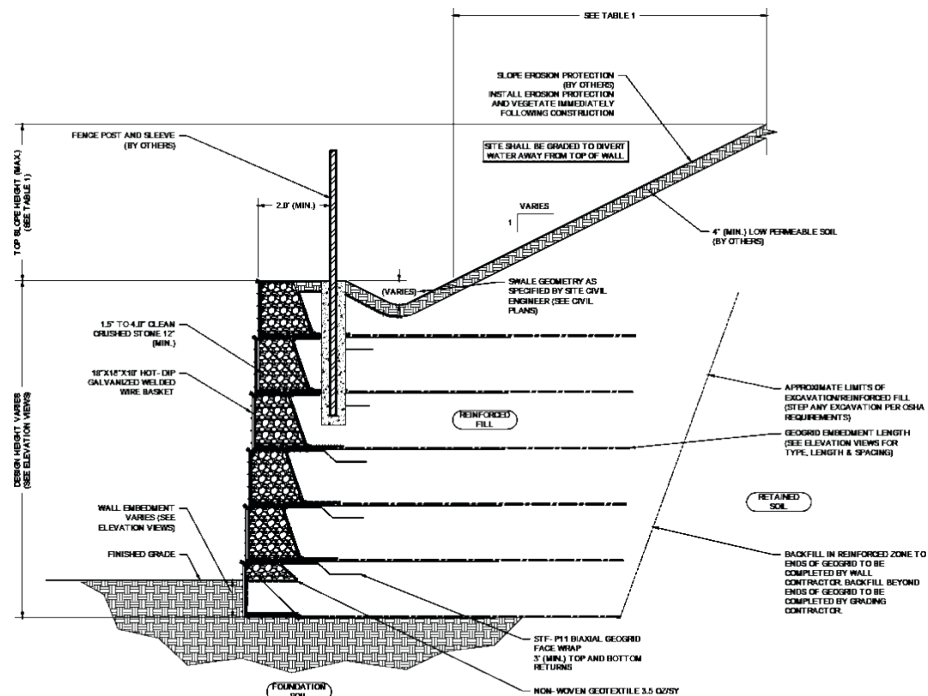 SEE TABLE 1
SLOPE EROSION PROTECTION
(BY OTHERS)
INSTALL EROSION PROTECTION
AND VEGETATE IMMEDIATELY
FOLLOWING CONSTRUCTION
FENCE POST AND SLEEVE
(BY OTHERS)
SITE SHALL BE GRADED TO DIVERT
WATER AWAY FROM TOP OF WALL
TOP SLOPE HEIGHT (MAX.)
(SEE TABLE 1)
2.0' (MIN.)
VARIES
1
4" (MIN.) LOW PERMEABLE SOIL
(BY OTHERS)
(VARIES)
SWALE GEOMETRY AS
SPECIFIED BY SITE CIVIL
ENGINEER (SEE CIVIL
PLANS)
1.5" TO 4.0" CLEAN
CRUSHED STONE 12"
(MIN.)
18"X18"X18" HOT- DIP
GALVANIZED WELDED
WIRE BASKET
DESIGN HEIGHT VARIES
(SEE ELEVATION VIEWS)
REINFORCED
FILL
APPROXIMATE LIMITS OF
EXCAVATION/REINFORCED FILL
(STEP ANY EXCAVATION PER OSHA
REQUIREMENTS)
GEOGRID EMBEDMENT LENGTH
(SEE ELEVATION VIEWS FOR
TYPE, LENGTH & SPACING)
RETAINED
SOIL
WALL EMBEDMENT
VARIES (SEE
ELEVATION VIEWS)
FINISHED GRADE
BACKFILL IN REINFORCED ZONE TO
ENDS OF GEOGRID TO BE
COMPLETED BY WALL
CONTRACTOR. BACKFILL BEYOND
ENDS OF GEOGRID TO BE
COMPLETED BY GRADING
CONTRACTOR.
STF- P11 BIAXIAL GEOGRID
FACE WRAP
3' (MIN.) TOP AND BOTTOM
RETURNS
NON- WOVEN GEOTEXTILE 3.5 OZ/SY
FOUNDATION